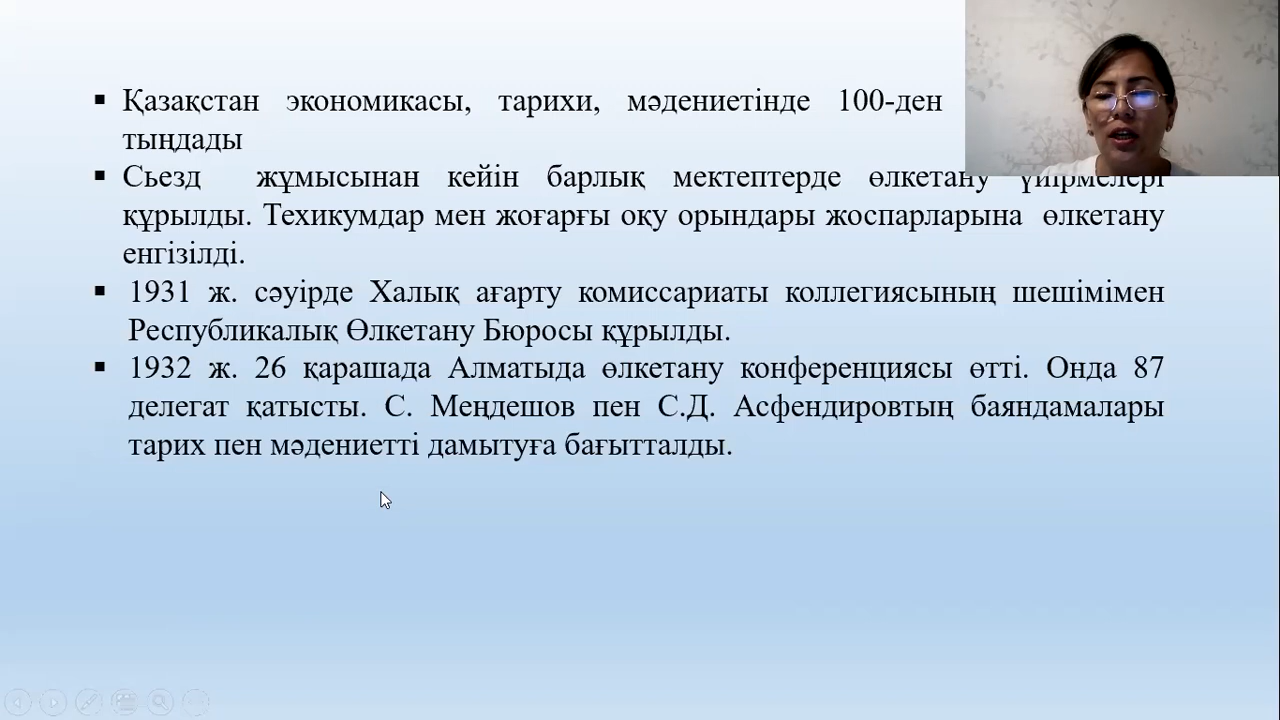 Қазақстан экономикасы, тарихи, мәдениетінде 100-ден
тыңдады
Сьезд жұмысынан кейін барлық мектептерде өлкетану үйірмелері
құрылды. Техикумдар мен жоғарғы оқу орындары жоспарларына өлкетану
енгізілді.
1931 ж. сәуірде Халық ағарту комиссариаты коллегиясының шешімімен
Республикалық Өлкетану Бюросы құрылды.
1932 ж. 26 қарашада Алматыда өлкетану конференциясы өтті. Онда 87
делегат қатысты. С. Меңдешов пен С.Д. Асфендировтың баяндамалары
тарих пен мәдениетті дамытуға бағытталды.